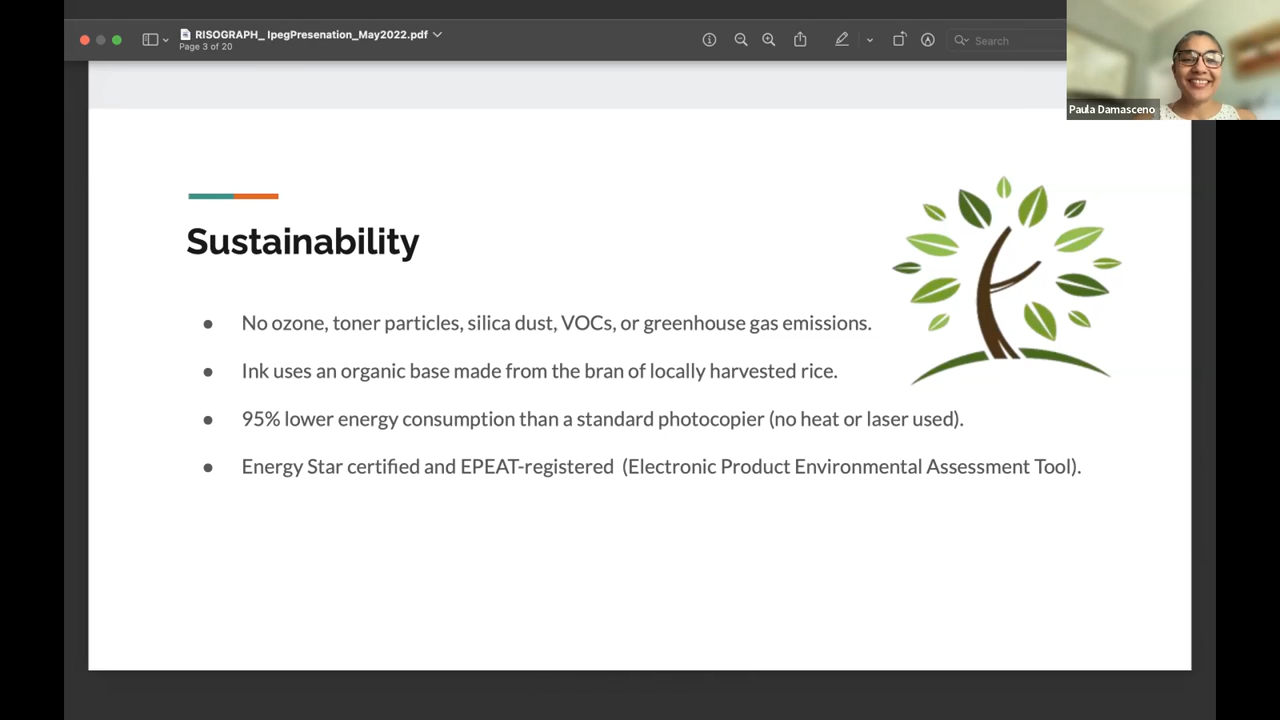 RISOGRAPH_ IpegPresenation_May2022.pdf
Page 3 of 20
Search
Paula Damasceno
Sustainability
● No ozone, toner particles, silica dust, VOCs, or greenhouse gas emissions.
● Ink uses an organic base made from the bran of locally harvested rice.
● 95% lower energy consumption than a standard photocopier (no heat or laser used).
● Energy Star certified and EPEAT-registered (Electronic Product Environmental Assessment Tool).